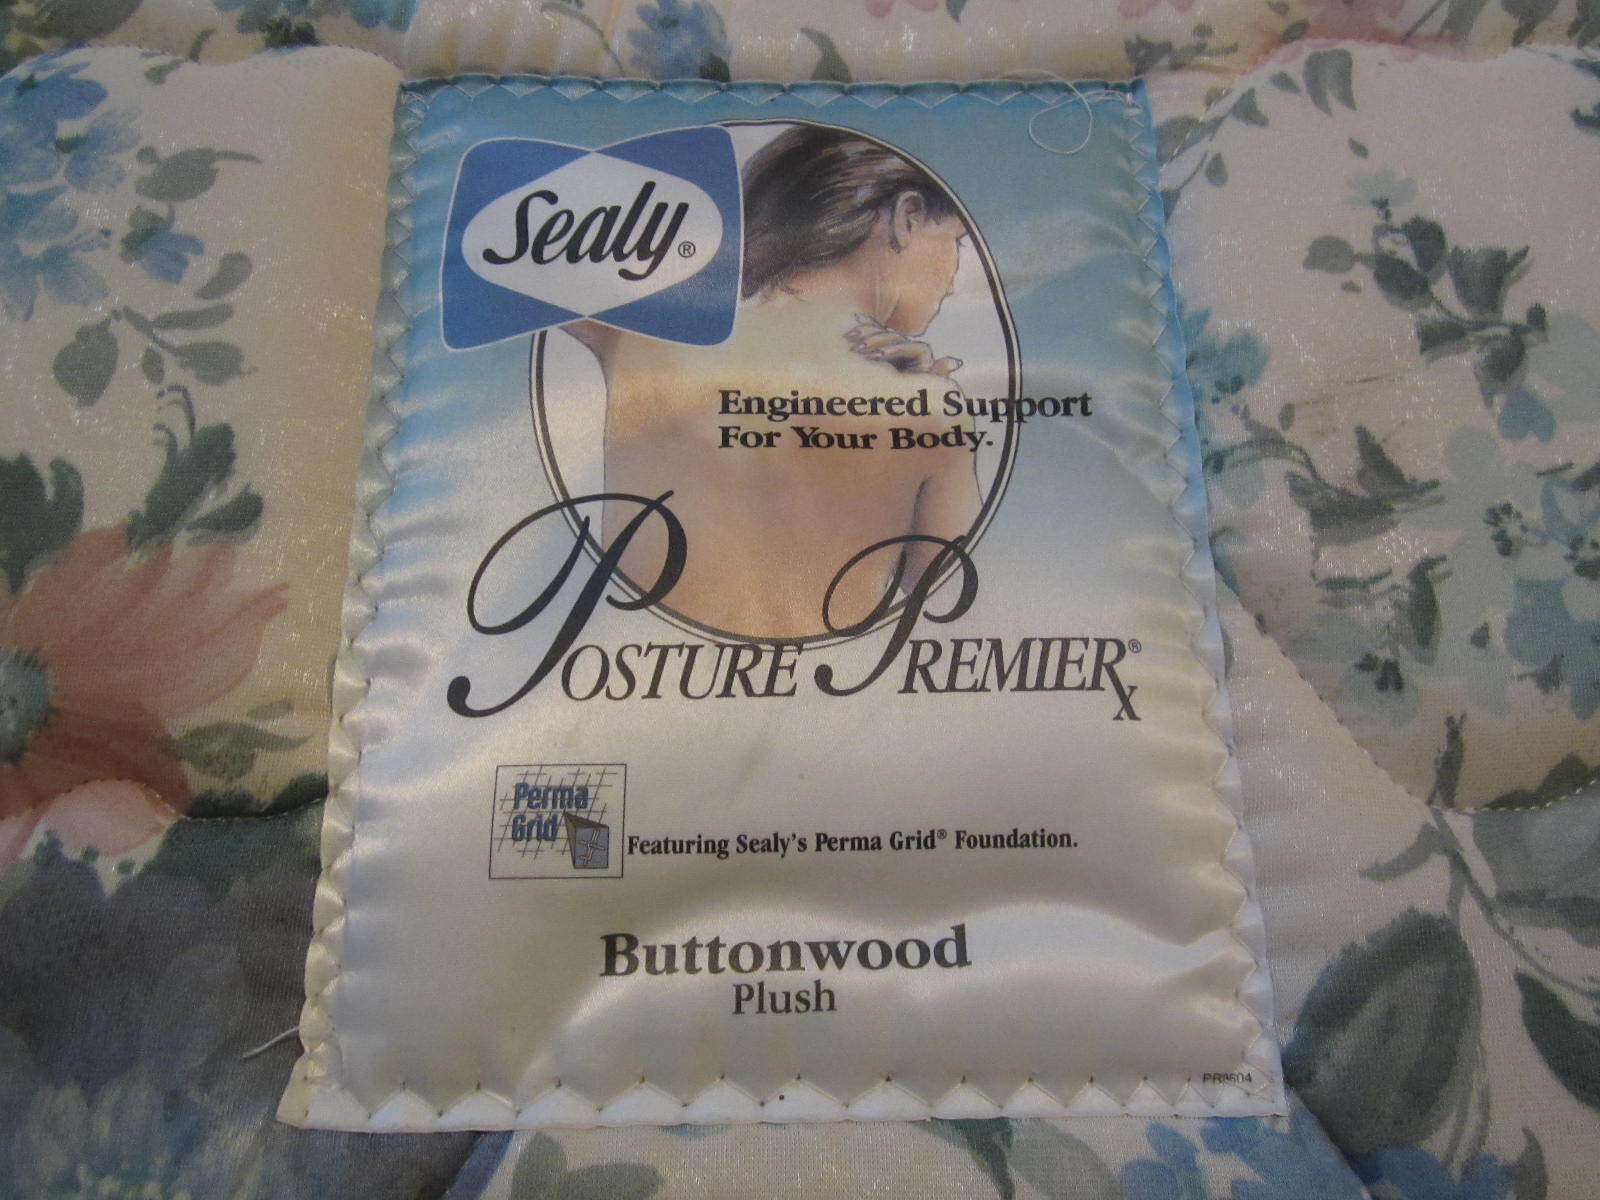 Sealy®
Engineered Support
For Your Body.
POSTURE PREMIER®X
Perma
Grid
Featuring Sealy's Perma Grid® Foundation.
Buttonwood
Plush